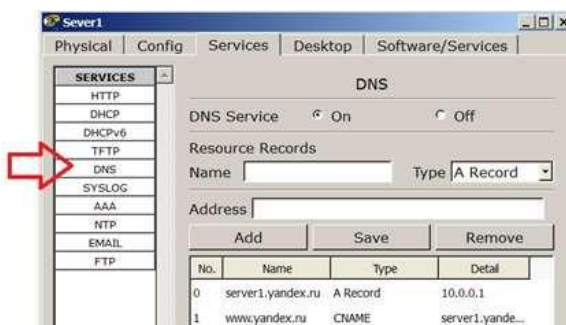 Sever1
Physical Config Services Desktop Software/Services
SERVICES
HTTP
DHCP
DHCPv6
TFTP
DNS
SYSLOG
AAA
NTP
EMAIL
FTP
DNS
DNS Service On Off
Resource Records
Name Type A Record
Address
Add Save Remove
No. Name Type Detail
0 server1.yandex.ru A Record 10.0.0.1
1 www.yandex.ru CNAME server1.yande...